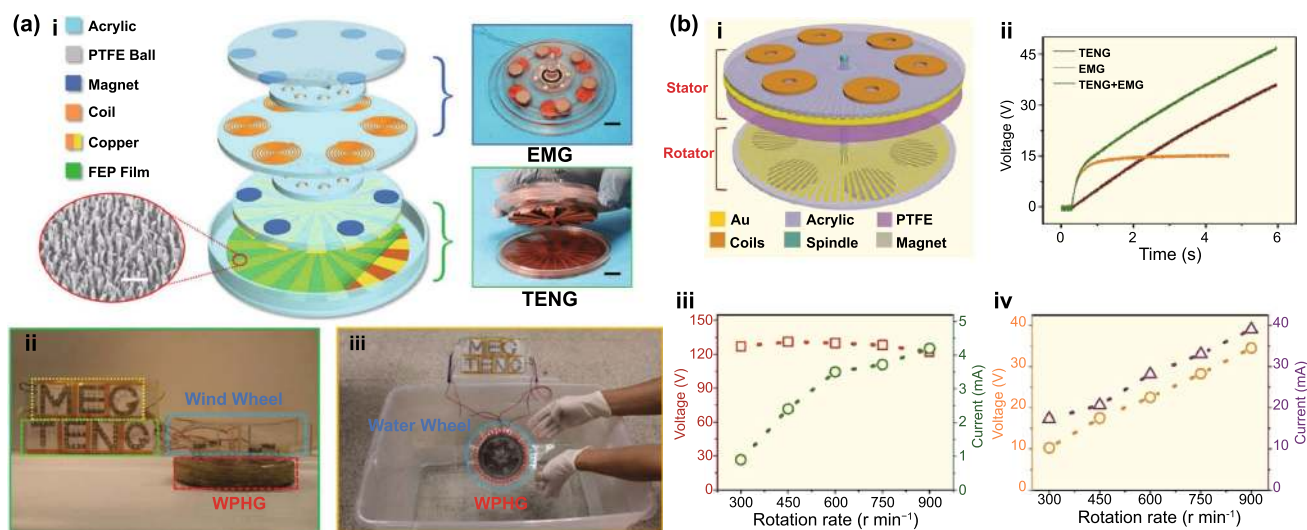 (a)
i
Acrylic
PTFE Ball
Magnet
Coil
Copper
FEP Film
EMG
TENG
ii
MEG
TENG
Wind Wheel
WPHG
iii
MEG
TENG
Water Wheel
WPHG
(b)
i
Stator
Rotator
Au
Acrylic
PTFE
Coils
Spindle
Magnet
ii
TENG
EMG
TENG+EMG
Voltage (V)
45
30
15
0
0
2
4
6
Time (s)
iii
Voltage (V)
150
120
90
60
30
0
5
4
3
2
1
0
Current (mA)
300
450
600
750
900
Rotation rate (r min⁻¹)
iv
Voltage (V)
40
30
20
10
40
30
20
10
0
Current (mA)
300
450
600
750
900
Rotation rate (r min⁻¹)